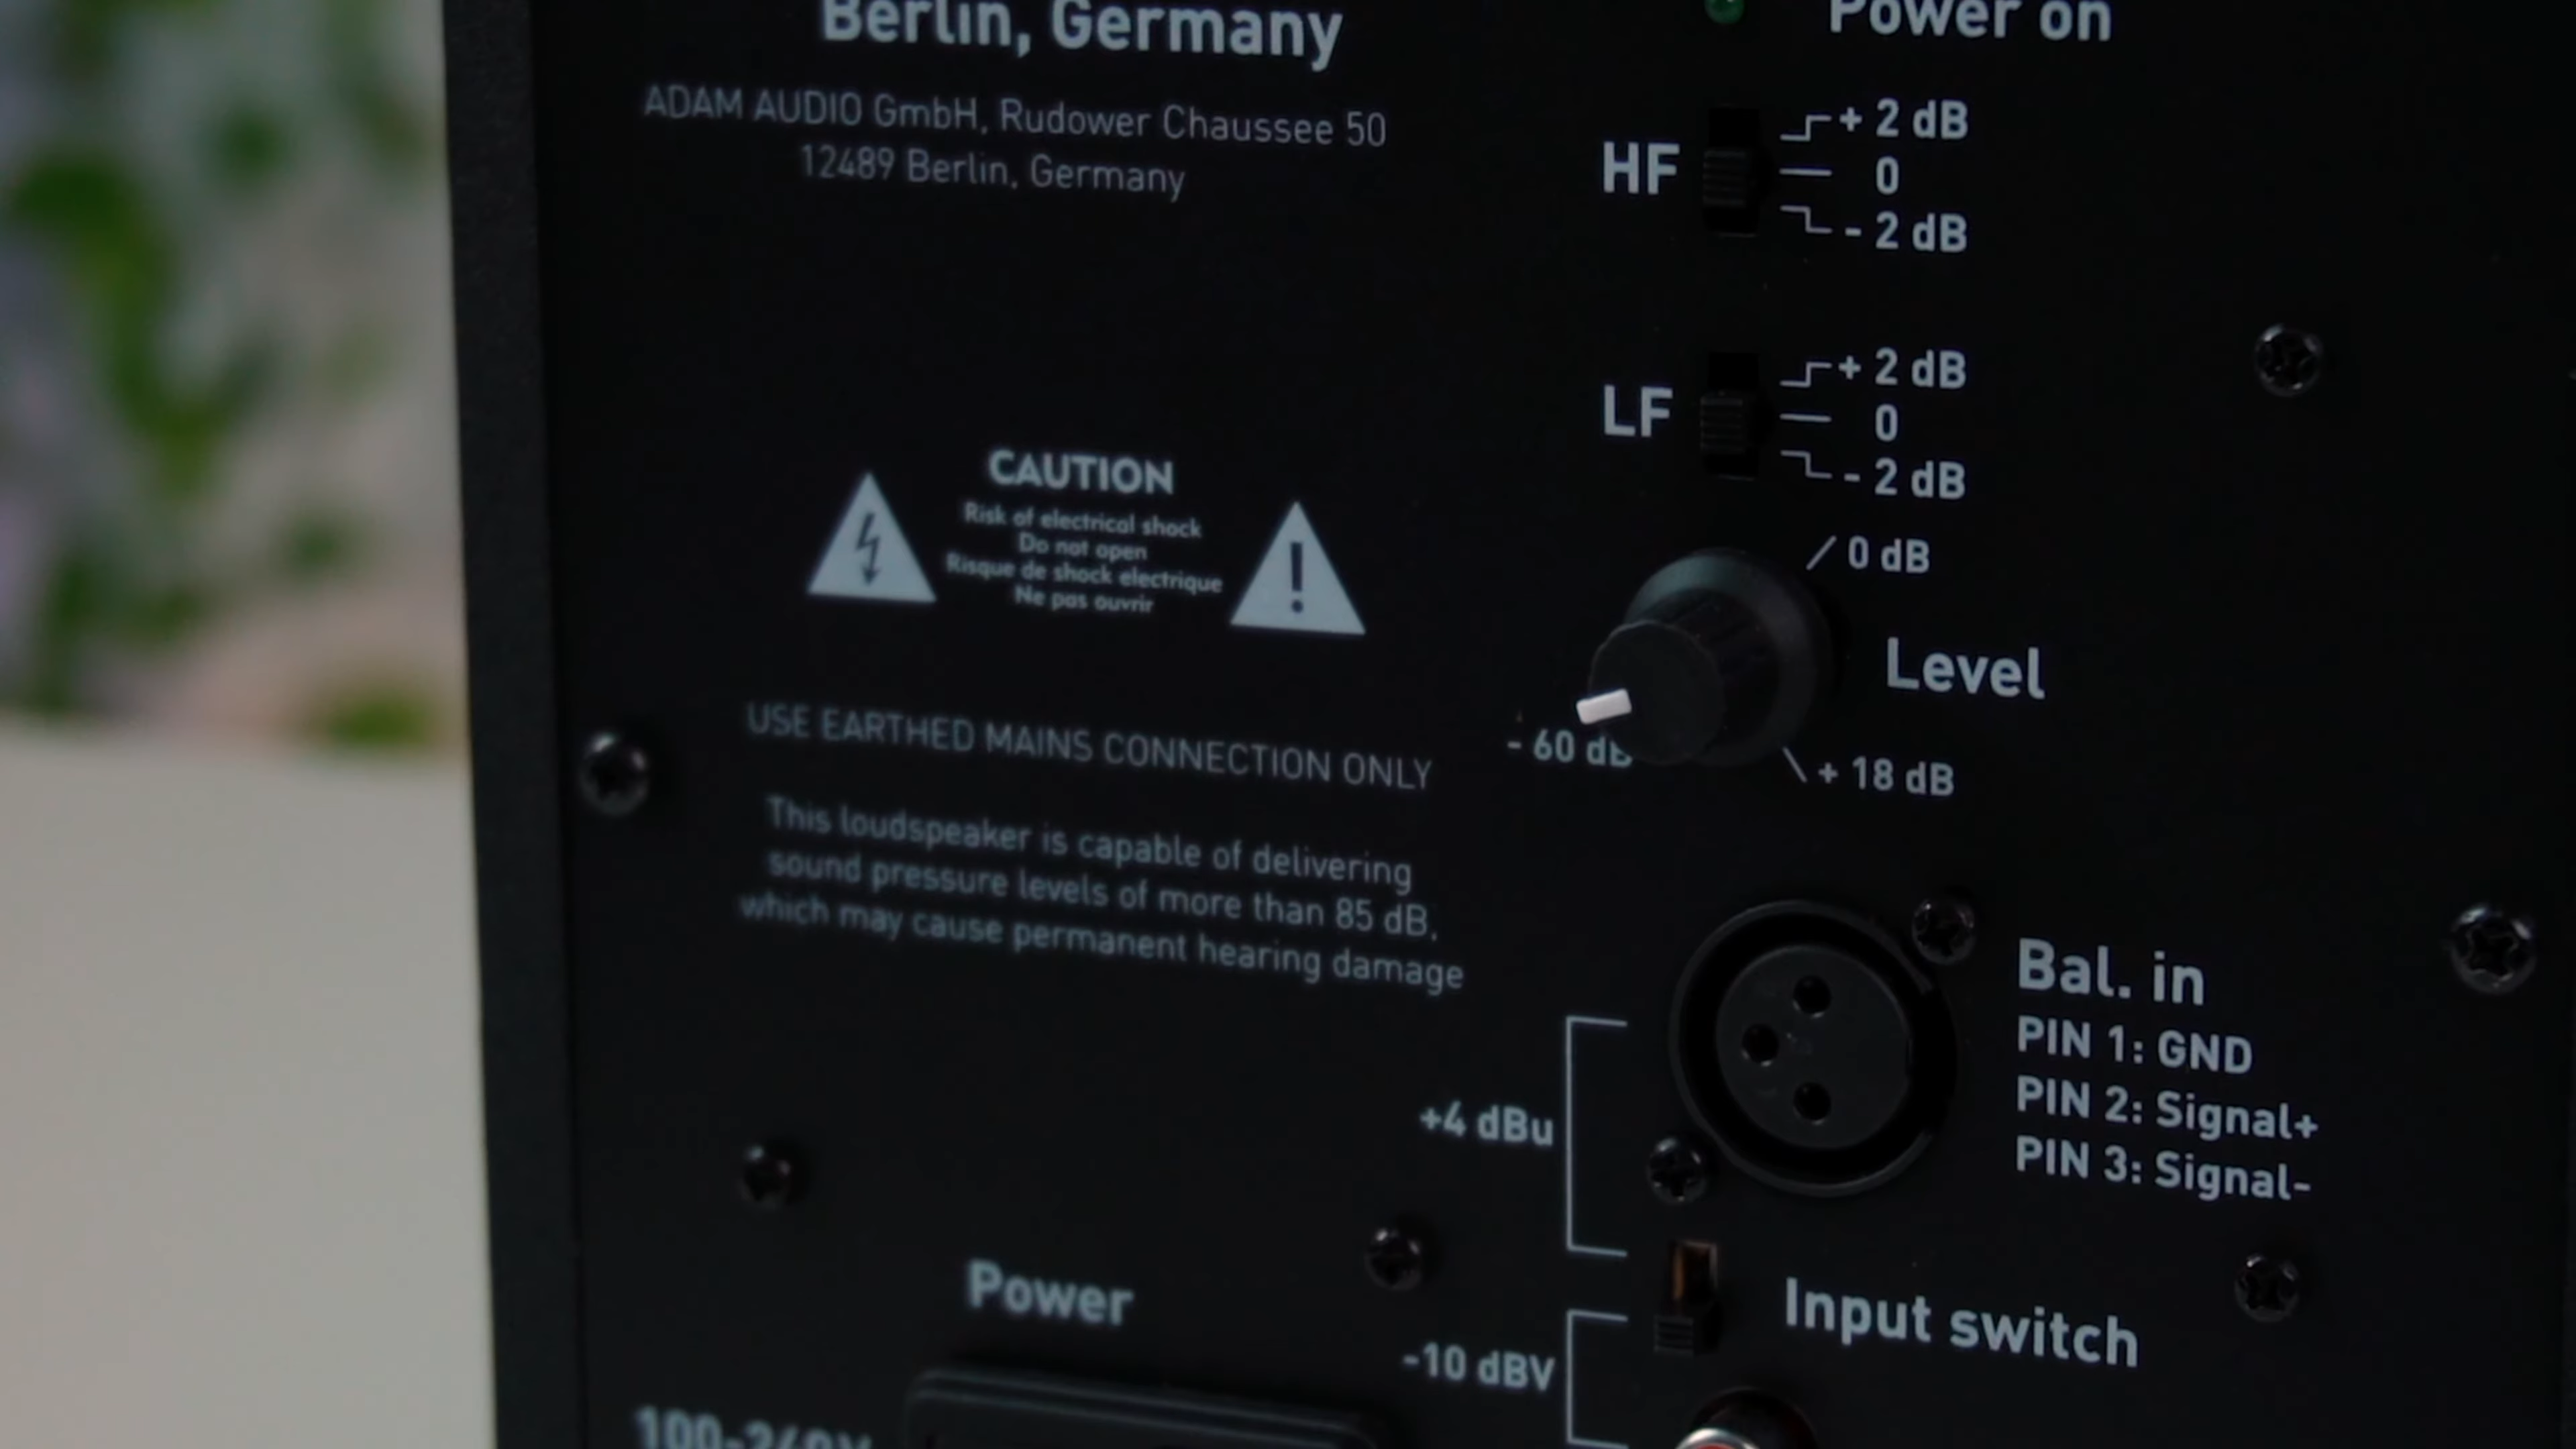 Berlin, Germany
ADAM AUDIO GmbH, Rudower Chaussee 50
12489 Berlin, Germany
CAUTION
Risk of electrical shock
Do not open
Risque de shock electrique
Ne pas ouvrir
!
USE EARTHED MAINS CONNECTION ONLY
This loudspeaker is capable of delivering
sound pressure levels of more than 85 dB,
which may cause permanent hearing damage
Power
100-240V
Power on
HF
+ 2 dB
0
- 2 dB
LF
+ 2 dB
0
- 2 dB
0 dB
Level
- 60 dB
+ 18 dB
Bal. in
PIN 1: GND
PIN 2: Signal+
PIN 3: Signal-
+4 dBu
Input switch
-10 dBV